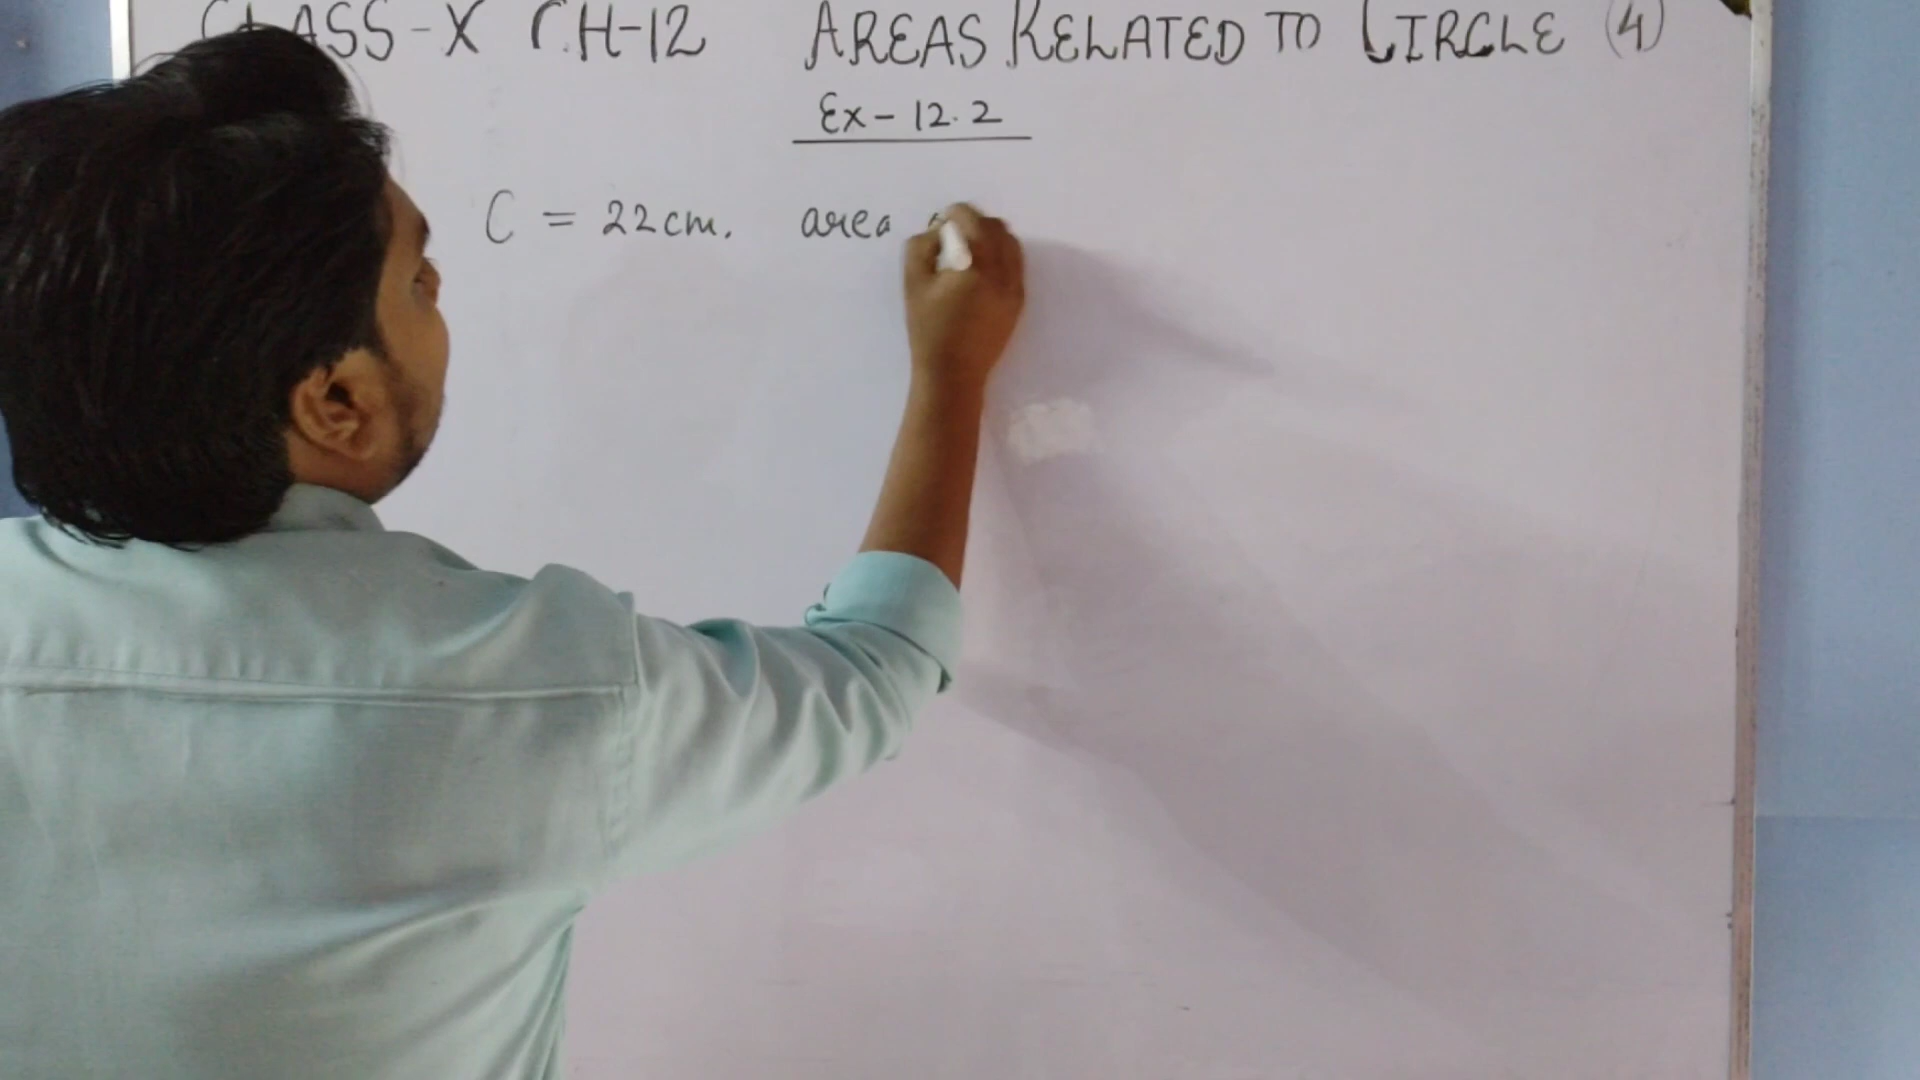 CLASS-X CH-12 AREAS RELATED TO CIRCLE (4)
Ex-12.2
C = 22cm. area